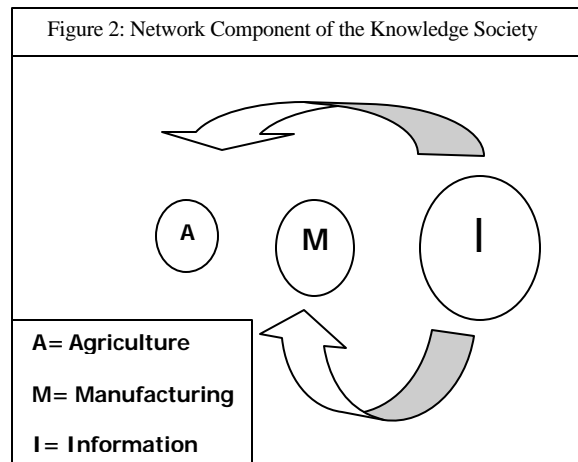 Figure 2: Network Component of the Knowledge Society
A
M
I
A= Agriculture
M= Manufacturing
I= Information